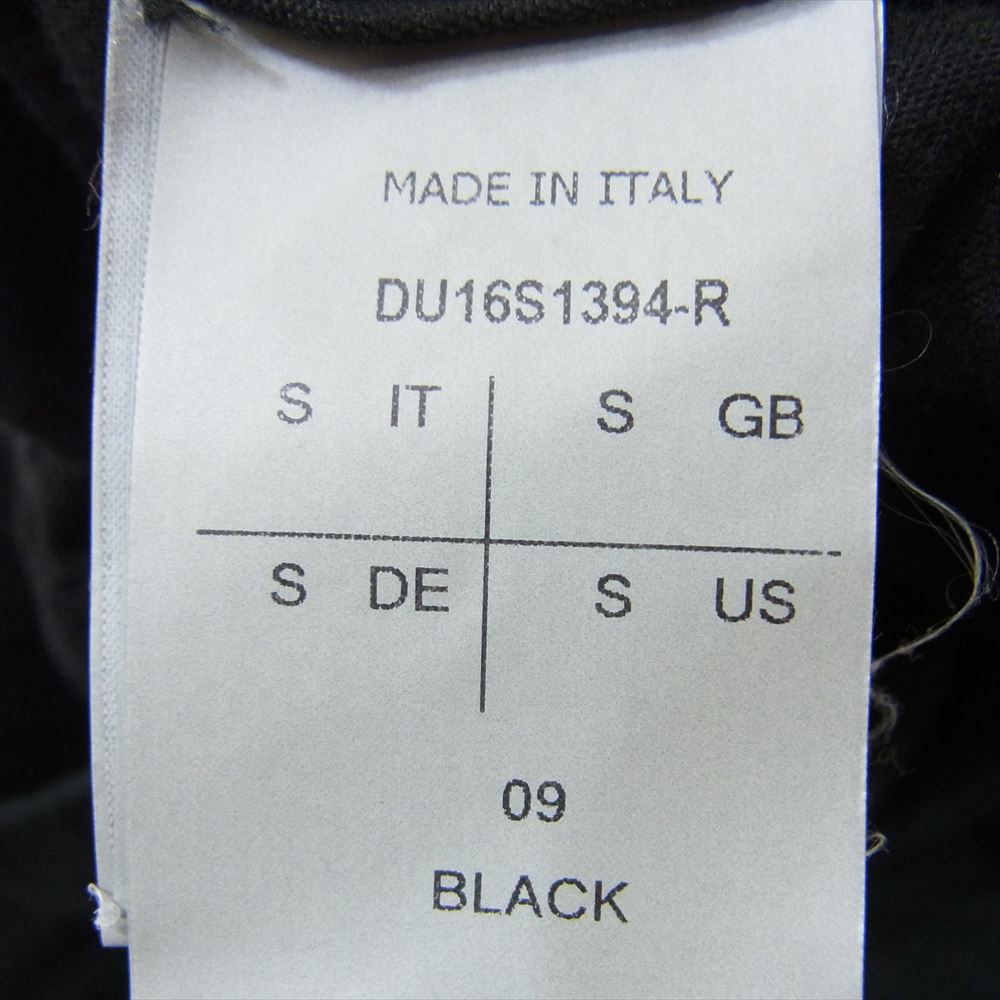 MADE IN ITALY
DU16S1394-R
S IT S GB
S DE S US
09
BLACK